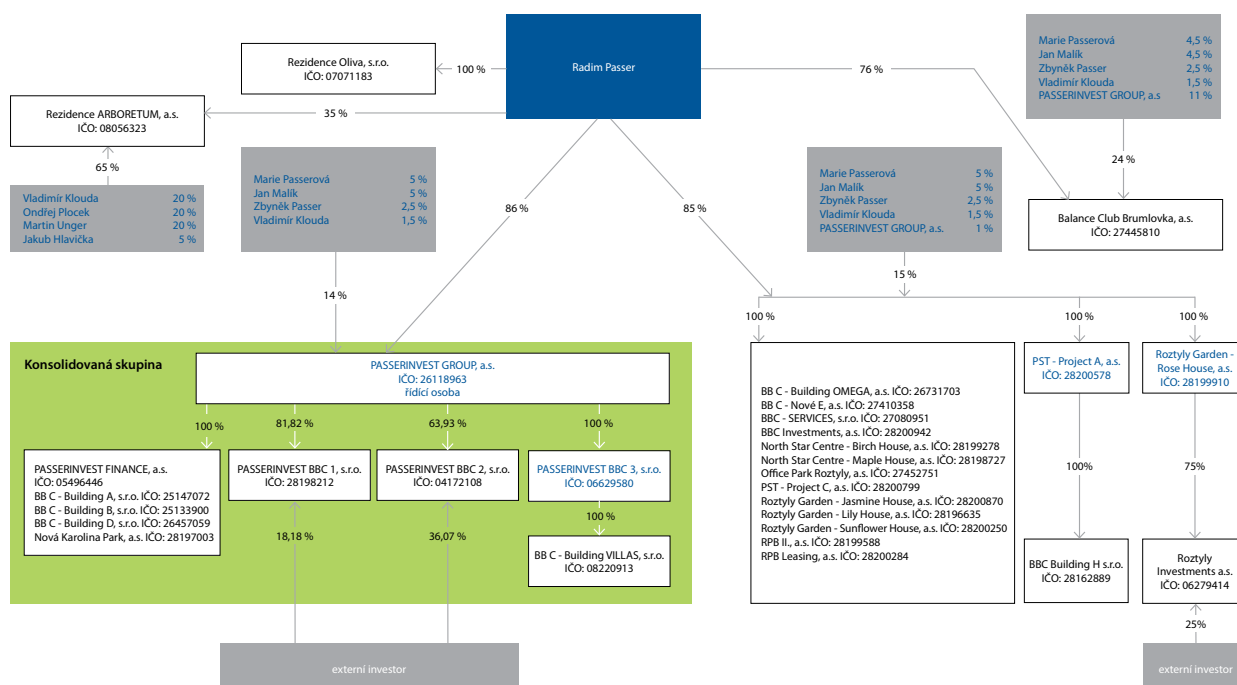 Radim Passer
Rezidence Oliva, s.r.o.
IČO: 07071183
100 %
76 %
Marie Passerová 4,5 %
Jan Malík 4,5 %
Zbyněk Passer 2,5 %
Vladimír Klouda 1,5 %
PASSERINVEST GROUP, a.s 11 %
Rezidence ARBORETUM, a.s.
IČO: 08056323
35 %
65 %
24 %
Vladimír Klouda 20 %
Ondřej Plocek 20 %
Martin Unger 20 %
Jakub Hlavička 5 %
Marie Passerová 5 %
Jan Malík 5 %
Zbyněk Passer 2,5 %
Vladimír Klouda 1,5 %
86 %
85 %
Marie Passerová 5 %
Jan Malík 5 %
Zbyněk Passer 2,5 %
Vladimír Klouda 1,5 %
PASSERINVEST GROUP, a.s. 1 %
Balance Club Brumlovka, a.s.
IČO: 27445810
14 %
15 %
100 %
100 %
100 %
Konsolidovaná skupina
PASSERINVEST GROUP, a.s.
IČO: 26118963
řídící osoba
100 %
81,82 %
63,93 %
100 %
PASSERINVEST FINANCE, a.s.
IČO: 05496446
BB C - Building A, s.r.o. IČO: 25147072
BB C - Building B, s.r.o. IČO: 25133900
BB C - Building D, s.r.o. IČO: 26457059
Nová Karolina Park, a.s. IČO: 28197003
PASSERINVEST BBC 1, s.r.o.
IČO: 28198212
PASSERINVEST BBC 2, s.r.o.
IČO: 04172108
PASSERINVEST BBC 3, s.r.o.
IČO: 06629580
100 %
18,18 %
36,07 %
BB C - Building VILLAS, s.r.o.
IČO: 08220913
externí investor
BB C - Building OMEGA, a.s. IČO: 26731703
BB C - Nové E, a.s. IČO: 27410358
BBC - SERVICES, s.r.o. IČO: 27080951
BBC Investments, a.s. IČO: 28200942
North Star Centre - Birch House, a.s. IČO: 28199278
North Star Centre - Maple House, a.s. IČO: 28198727
Office Park Roztyly, a.s. IČO: 27452751
PST - Project C, a.s. IČO: 28200799
Roztyly Garden - Jasmine House, a.s. IČO: 28200870
Roztyly Garden - Lily House, a.s. IČO: 28196635
Roztyly Garden - Sunflower House, a.s. IČO: 28200250
RPB II., a.s. IČO: 28199588
RPB Leasing, a.s. IČO: 28200284
PST - Project A, a.s.
IČO: 28200578
100%
BBC Building H s.r.o.
IČO: 28162889
Roztyly Garden -
Rose House, a.s.
IČO: 28199910
75%
Roztyly
Investments a.s.
IČO: 06279414
25%
externí investor